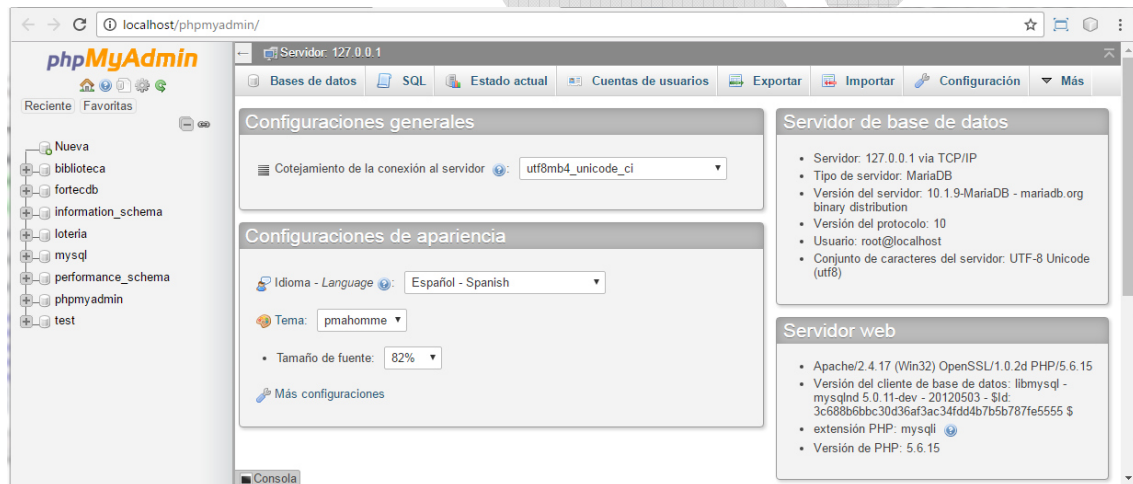 localhost/phpmyadmin/
phpMyAdmin
Reciente Favoritas
Nueva
biblioteca
fortecdb
information_schema
loteria
mysql
performance_schema
phpmyadmin
test
Servidor: 127.0.0.1
Bases de datos SQL Estado actual Cuentas de usuarios Exportar Importar Configuración Más
Configuraciones generales
Cotejamiento de la conexión al servidor : utf8mb4_unicode_ci
Configuraciones de apariencia
Idioma - Language : Español - Spanish
Tema: pmahomme
• Tamaño de fuente: 82%
Más configuraciones
Servidor de base de datos
• Servidor: 127.0.0.1 via TCP/IP
• Tipo de servidor: MariaDB
• Versión del servidor: 10.1.9-MariaDB - mariadb.org
binary distribution
• Versión del protocolo: 10
• Usuario: root@localhost
• Conjunto de caracteres del servidor: UTF-8 Unicode
(utf8)
Servidor web
• Apache/2.4.17 (Win32) OpenSSL/1.0.2d PHP/5.6.15
• Versión del cliente de base de datos: libmysql -
mysqlnd 5.0.11-dev - 20120503 - $Id:
3c688b6bbc30d36af3ac34fdd4b7b5b787fe5555 $
• extensión PHP: mysqli
• Versión de PHP: 5.6.15
Consola